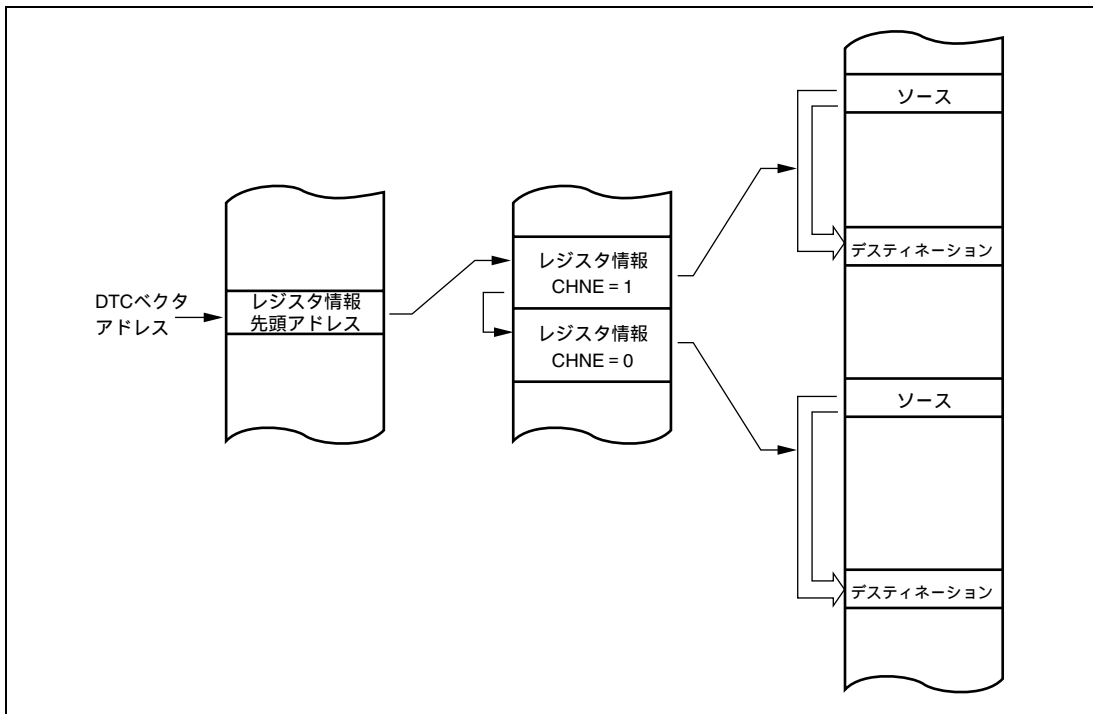 DTCベクタ
アドレス
レジスタ情報
先頭アドレス
レジスタ情報
CHNE = 1
レジスタ情報
CHNE = 0
ソース
デスティネーション
ソース
デスティネーション